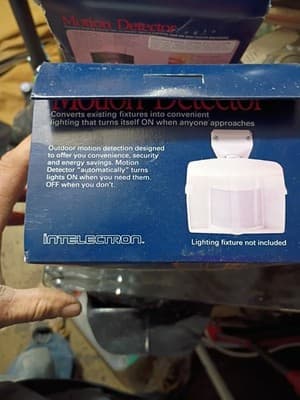 Motion Detector
Motion Detector
Converts existing fixtures into convenient
lighting that turns itself ON when anyone approaches
Outdoor motion detection designed
to offer you convenience, security
and energy savings. Motion
Detector "automatically" turns
lights ON when you need them.
OFF when you don't.
INTELECTRON.
Lighting fixture not included